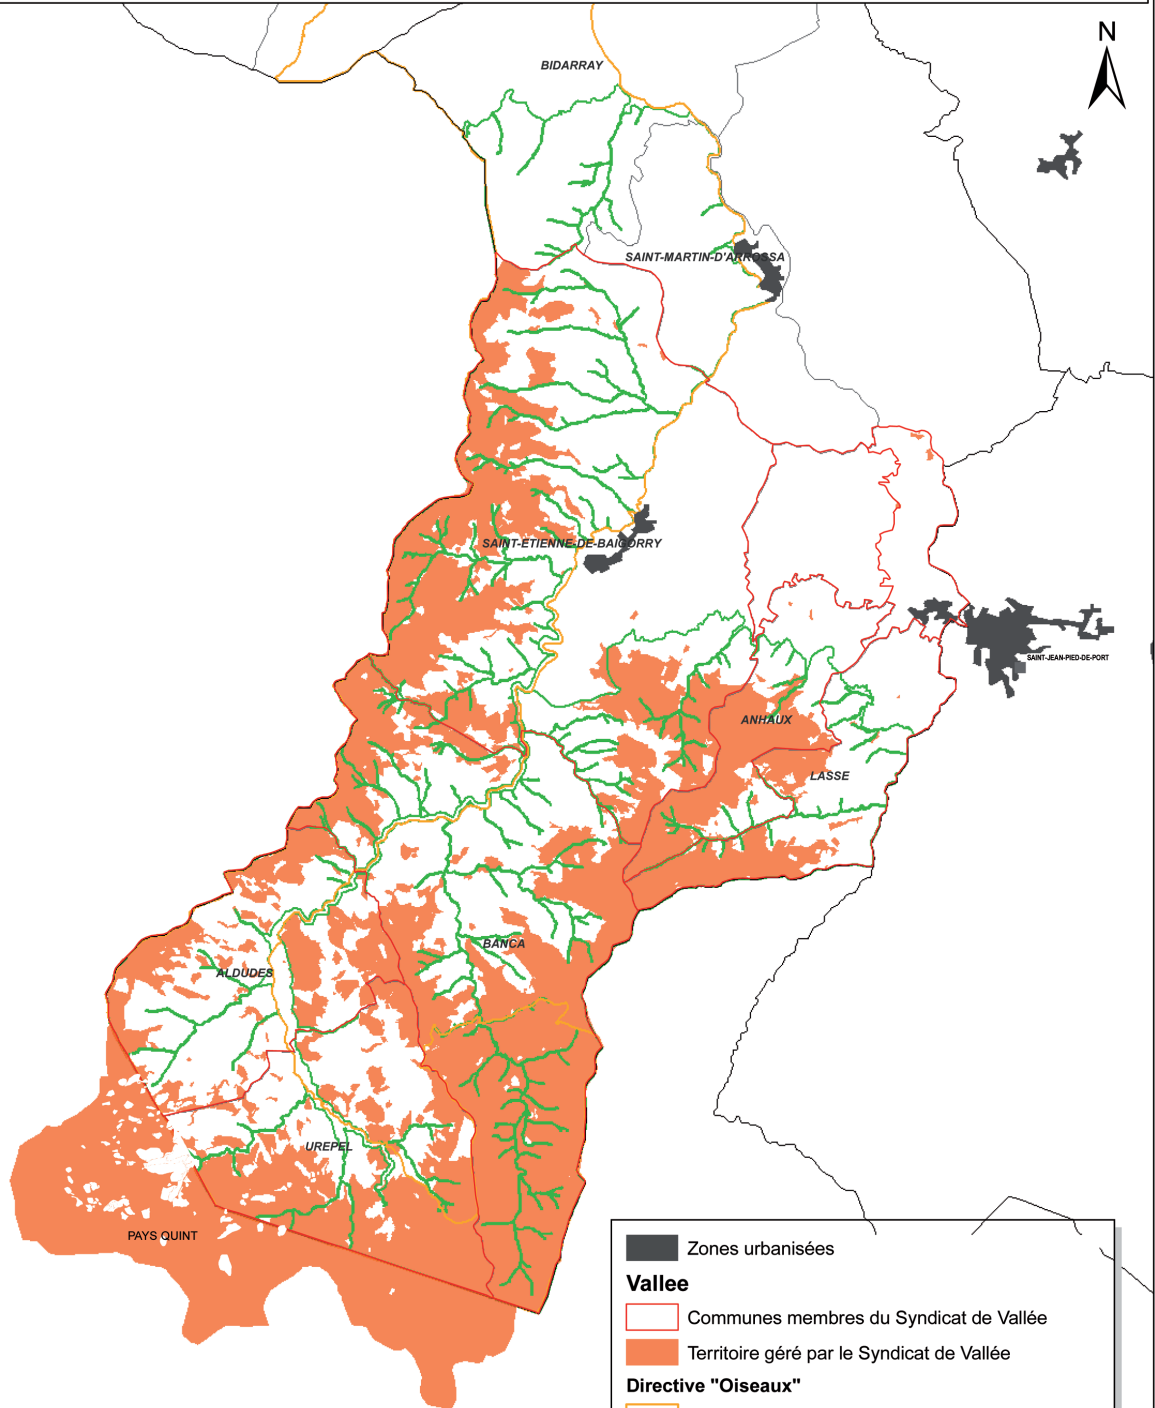 N
BIDARRAY
SAINT-MARTIN-D'ARROSSA
SAINT-ETIENNE-DE-BAIGORRY
SAINT-JEAN-PIED-DE-PORT
ANHAUX
LASSE
BANCA
ALDUDES
UREPEL
PAYS QUINT
Zones urbanisées
Vallee
Communes membres du Syndicat de Vallée
Territoire géré par le Syndicat de Vallée
Directive "Oiseaux"